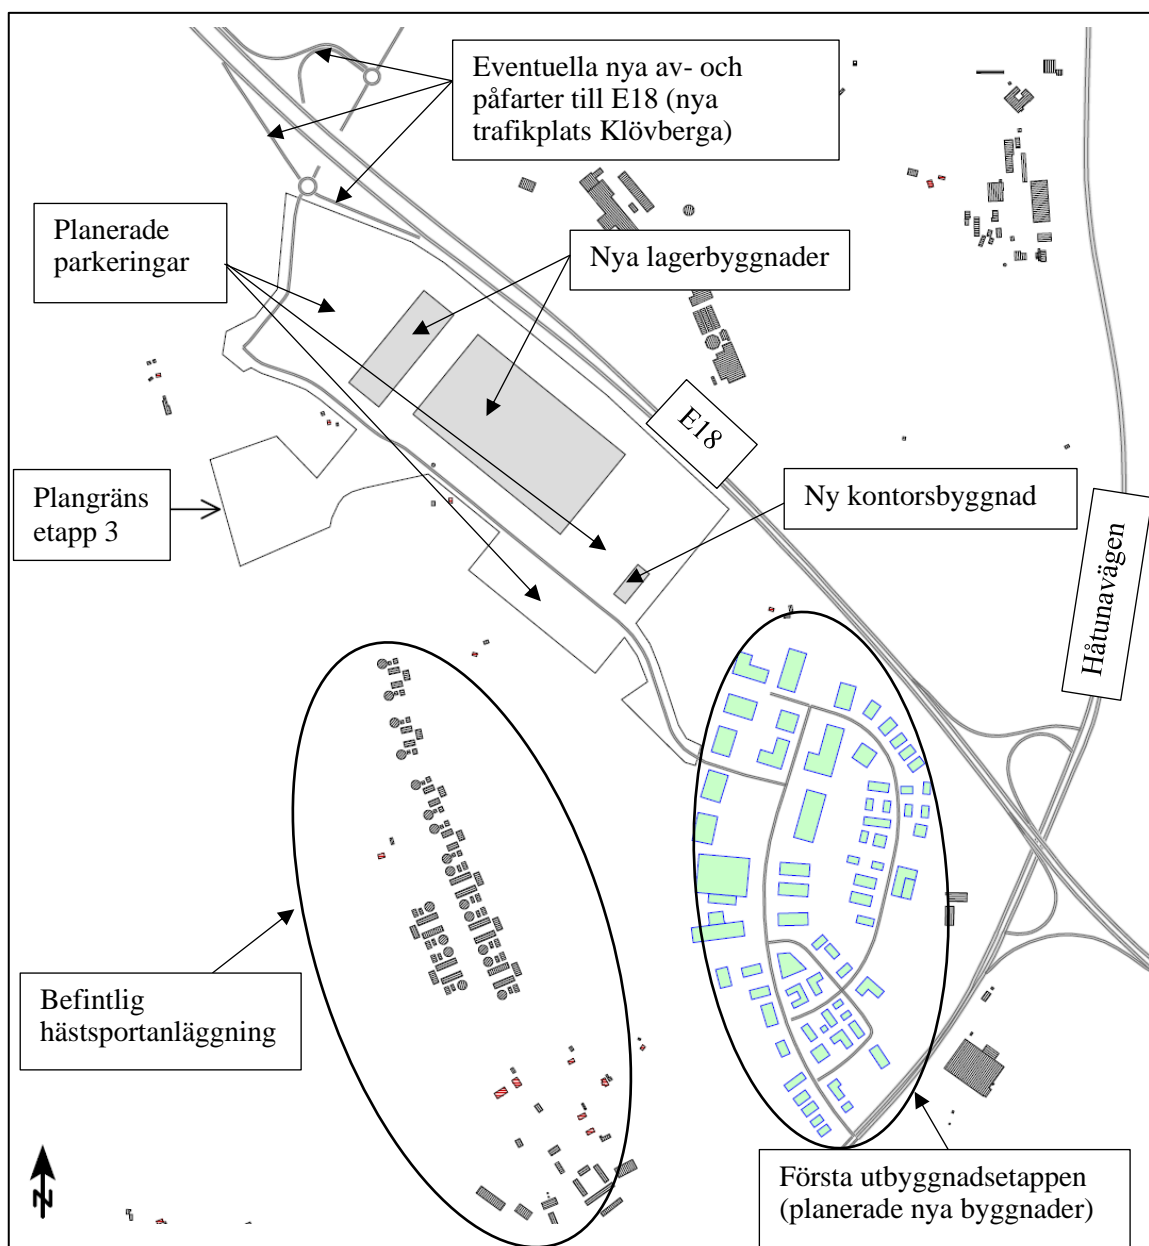 Eventuella nya av- och
påfarter till E18 (nya
trafikplats Klövberga)
Planerade
parkeringar
Nya lagerbyggnader
E18
Plangräns
etapp 3
Ny kontorsbyggnad
Håtunavägen
Befintlig
hästsportanläggning
Första utbyggnadsetappen
(planerade nya byggnader)
N